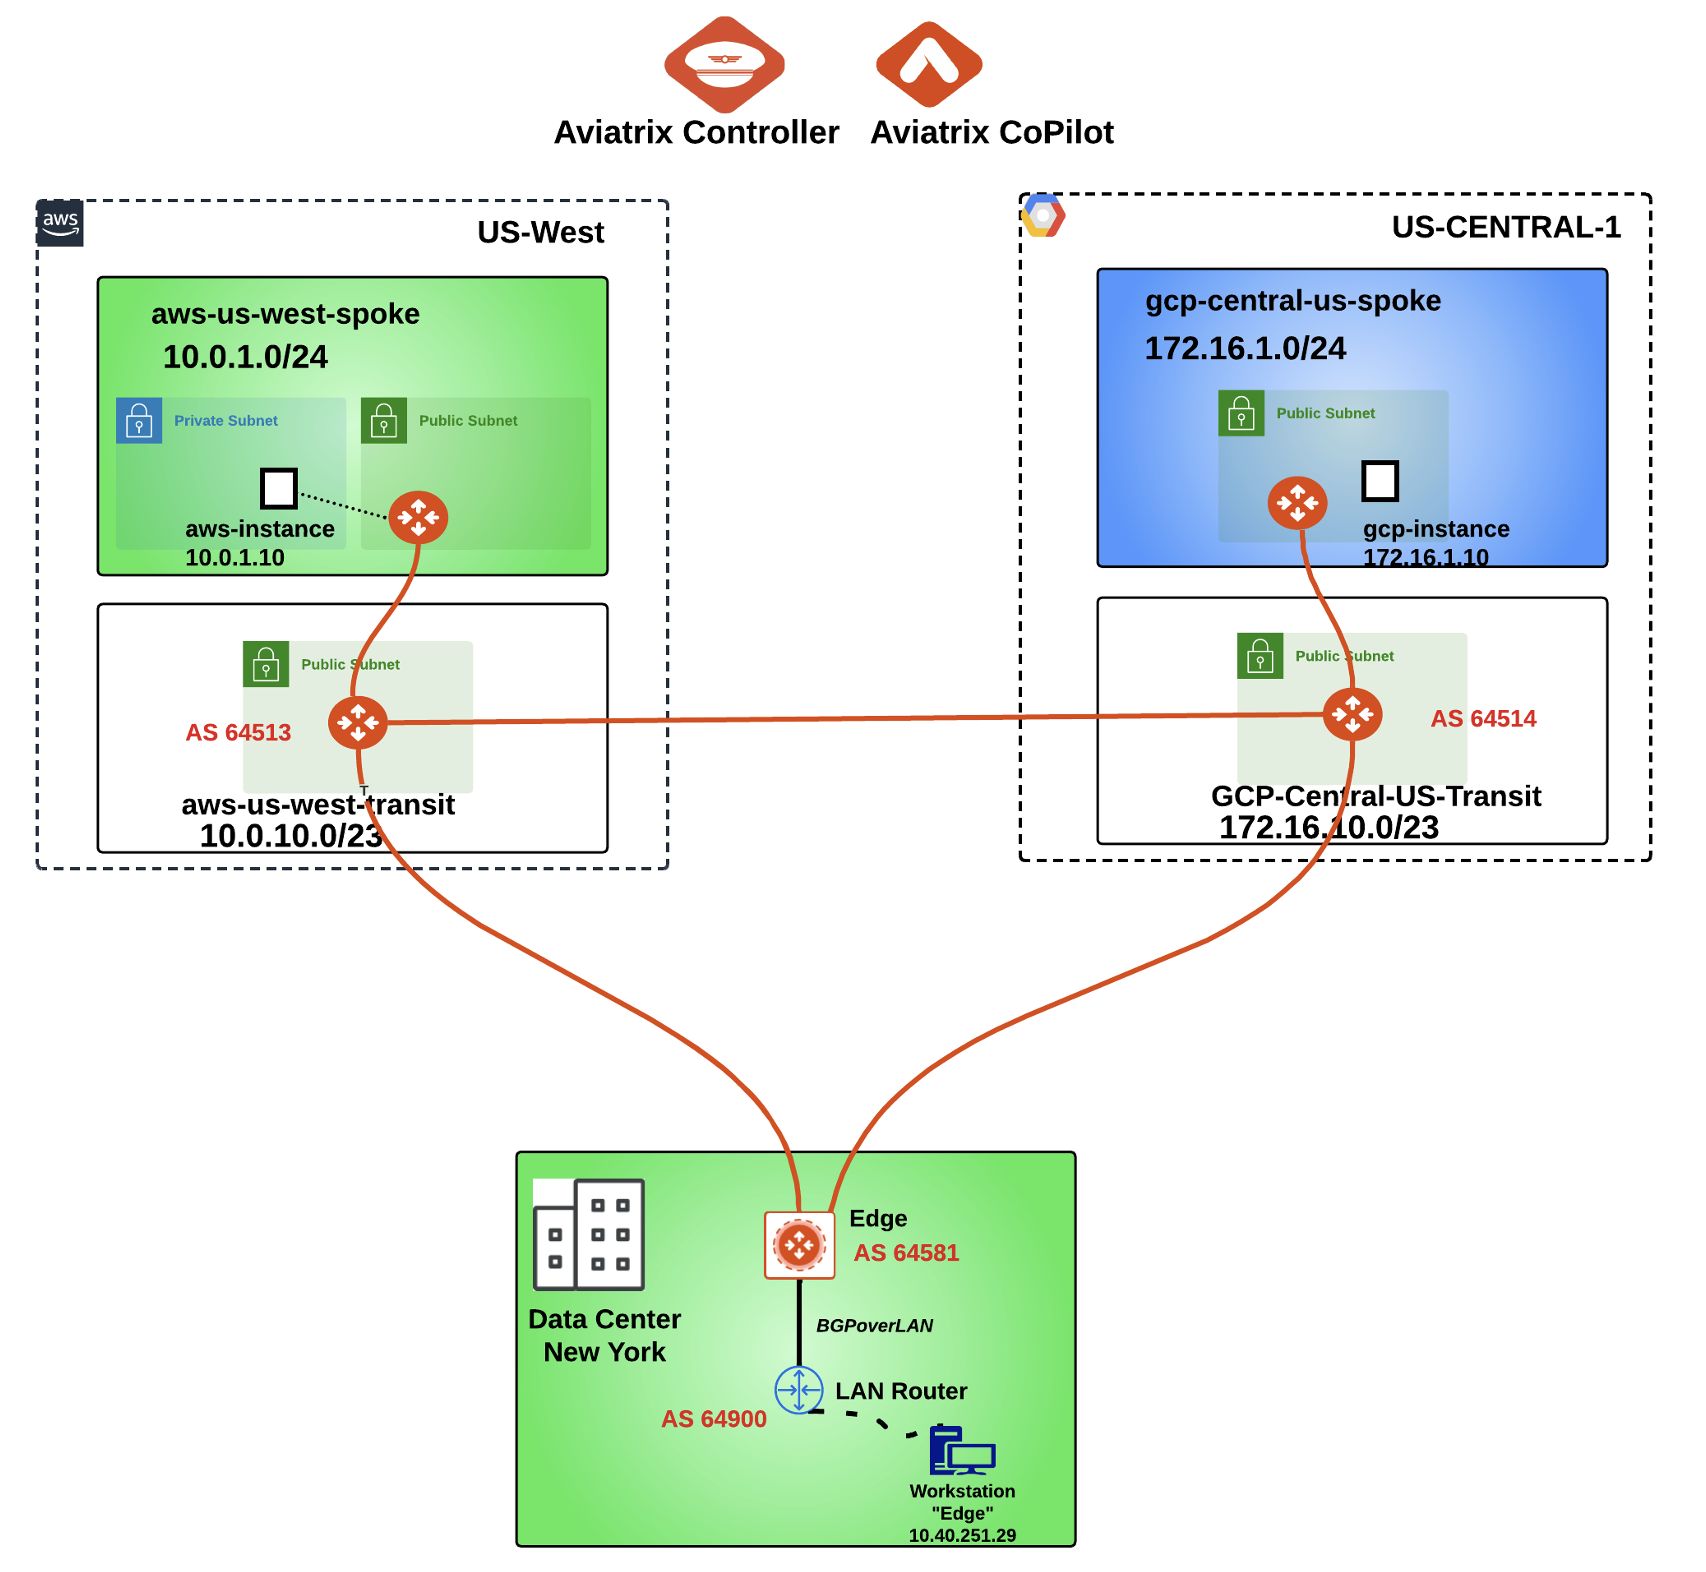 Aviatrix Controller
Aviatrix CoPilot
aws
US-West
aws-us-west-spoke
10.0.1.0/24
Private Subnet
Public Subnet
aws-instance
10.0.1.10
Public Subnet
AS 64513
T
aws-us-west-transit
10.0.10.0/23
US-CENTRAL-1
gcp-central-us-spoke
172.16.1.0/24
Public Subnet
gcp-instance
172.16.1.10
Public Subnet
AS 64514
GCP-Central-US-Transit
172.16.10.0/23
Edge
AS 64581
Data Center
New York
BGPoverLAN
LAN Router
AS 64900
Workstation
"Edge"
10.40.251.29